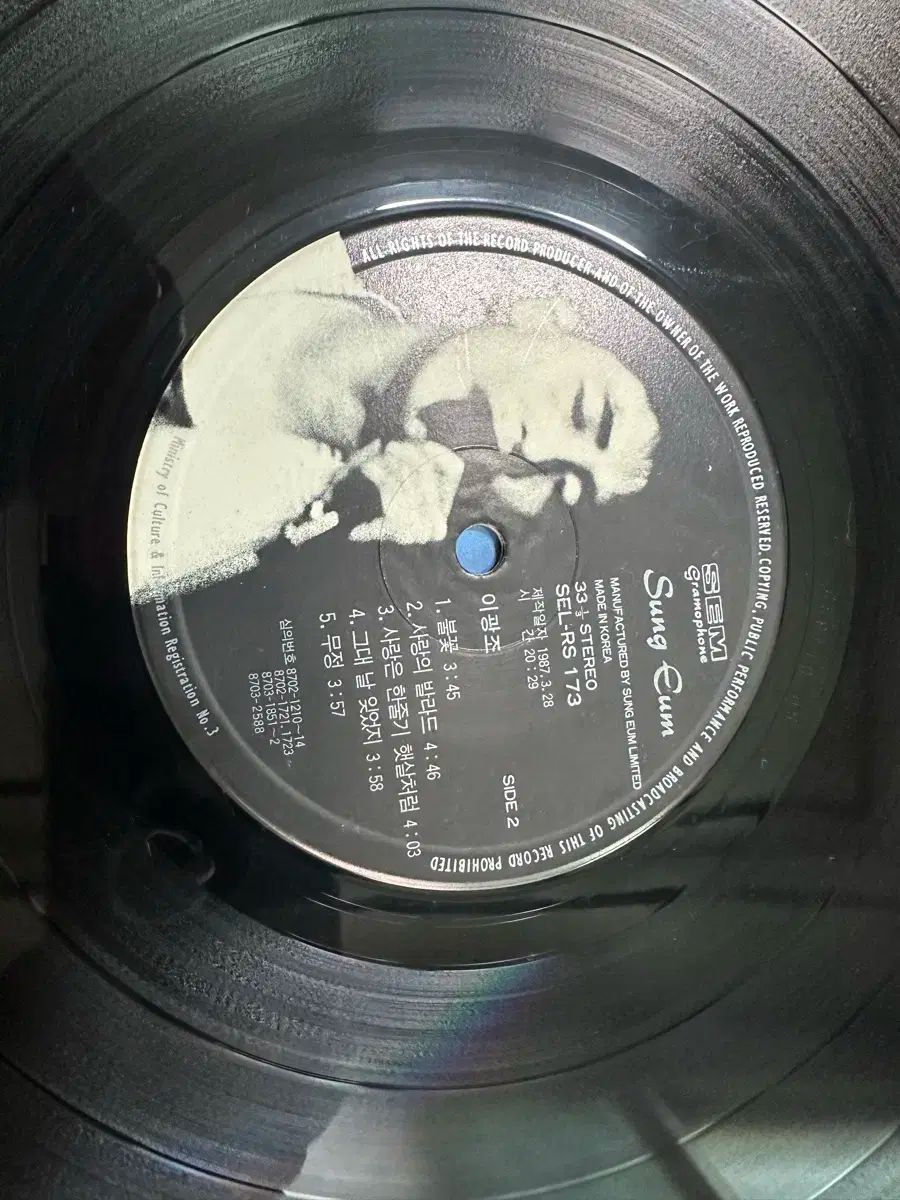 ALL RIGHTS OF THE RECORD PRODUCER AND OF THE OWNER OF THE WORK REPRODUCED RESERVED. COPYING, PUBLIC PERFORMANCE AND BROADCASTING OF THIS RECORD PROHIBITED
SEM
gramophone
Sung Eum
MANUFACTURED BY SUNG EUM LIMITED
MADE IN KOREA
33 1/3 STEREO
SEL-RS 173
제작일자 1987.3.28
시 간 20:29
SIDE 2
이광조
1. 불꽃 3:45
2. 사랑의 발라드 4:46
3. 사랑은 한줄기 햇살처럼 4:03
4. 그대 날 잊었지 3:58
5. 무정 3:57
심의번호 8702-1210~14
8702-1721, 1723~
8703-1851~2
8703-2588
Ministry of Culture & Information Registration No.3